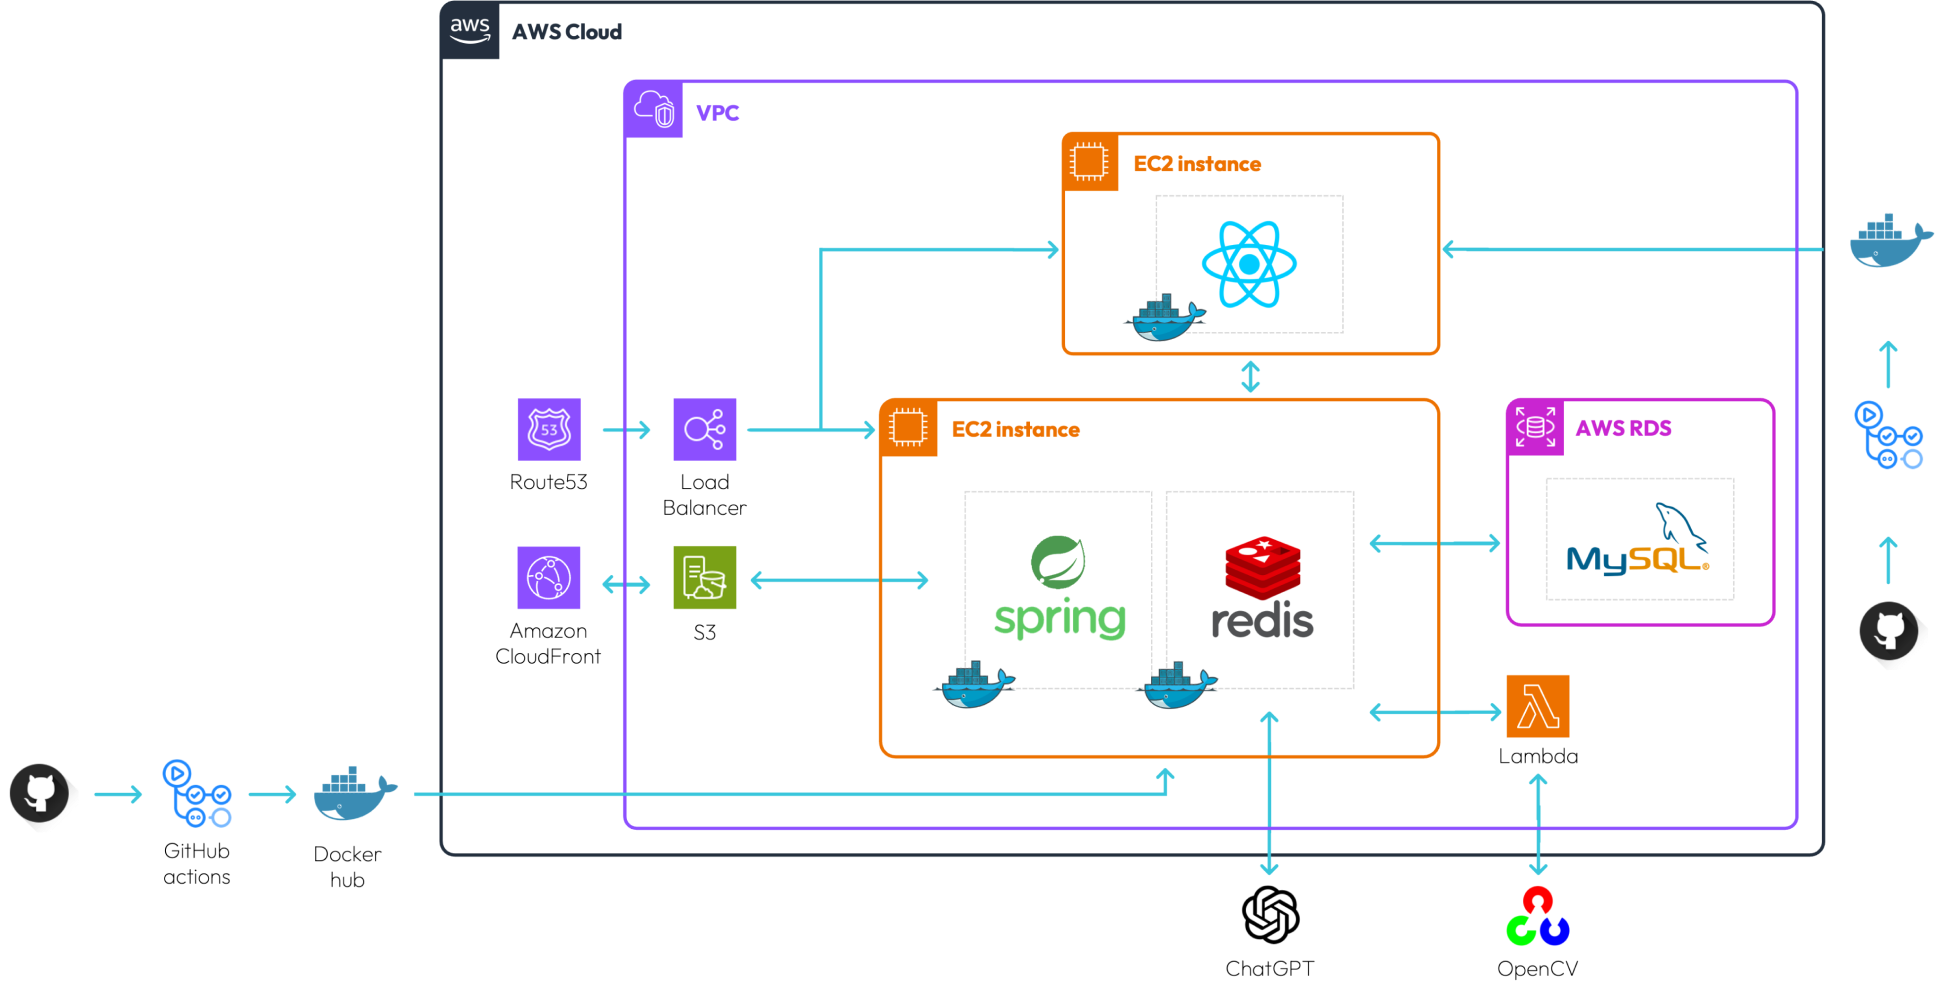 aws
AWS Cloud
VPC
EC2 instance
53
Route53
Load
Balancer
EC2 instance
AWS RDS
MySQL®
spring
redis
Amazon
CloudFront
S3
Lambda
GitHub
actions
Docker
hub
ChatGPT
OpenCV